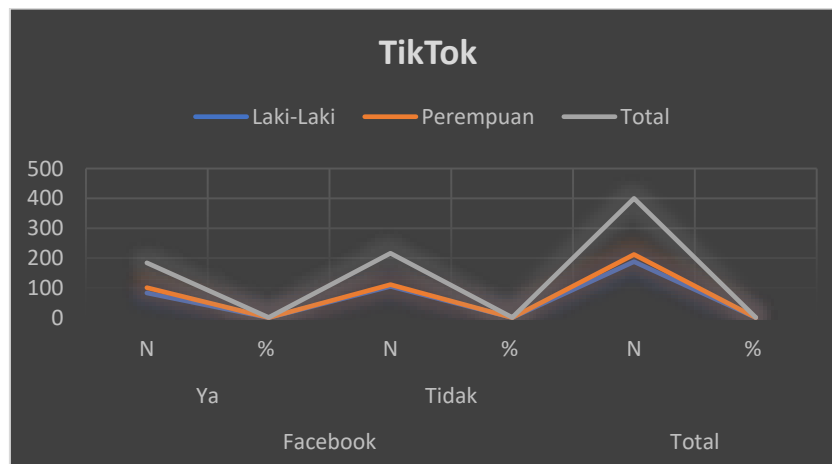 TikTok
Laki-Laki Perempuan Total
500
400
300
200
100
0
N % N % N %
Ya Tidak
Facebook Total